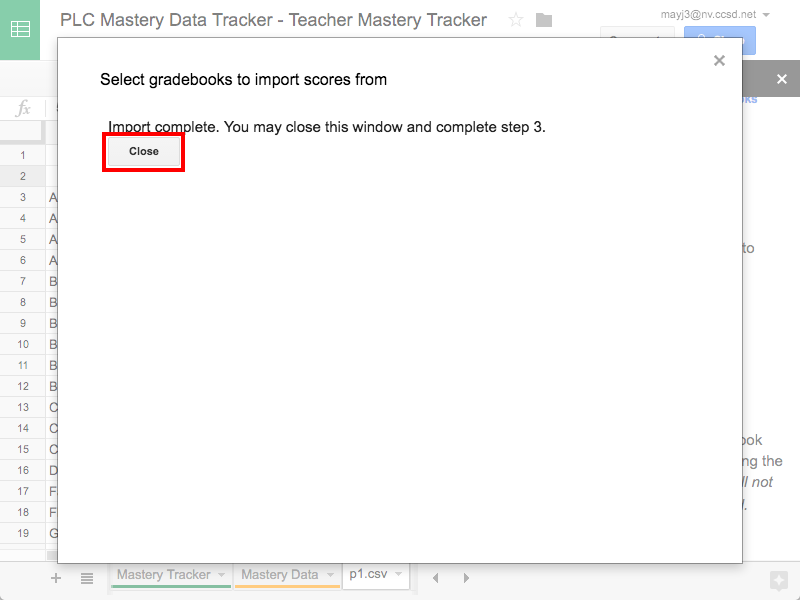 PLC Mastery Data Tracker - Teacher Mastery Tracker
mayj3@nv.ccsd.net
Select gradebooks to import scores from
Import complete. You may close this window and complete step 3.
Close
fx
1
2
3 A
4 A
5 A
6 A
7 B
8 B
9 B
10 B
11 B
12 B
13 C
14 C
15 C
16 D
17 F
18 F
19 G
to
ook
ng the
ll not
Mastery Tracker
Mastery Data
p1.csv